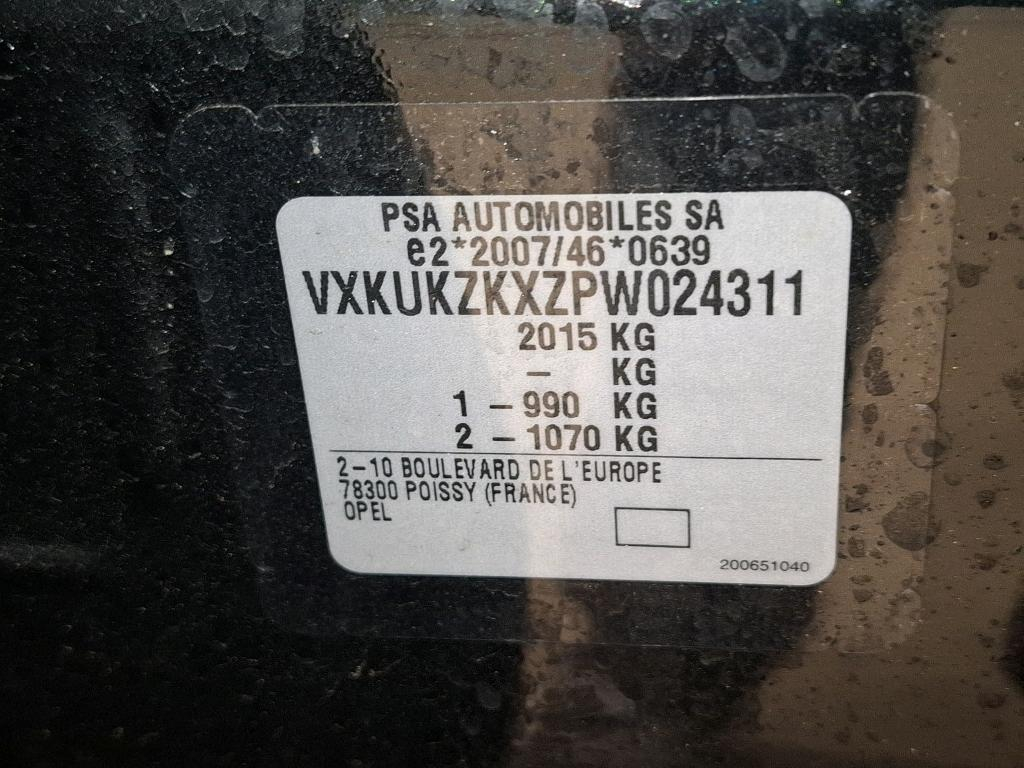 PSA AUTOMOBILES SA
e2*2007/46*0639
VXKUKZKXZPW024311
2015 KG
– KG
1 – 990 KG
2 – 1070 KG
2–10 BOULEVARD DE L'EUROPE
78300 POISSY (FRANCE)
OPEL
200651040